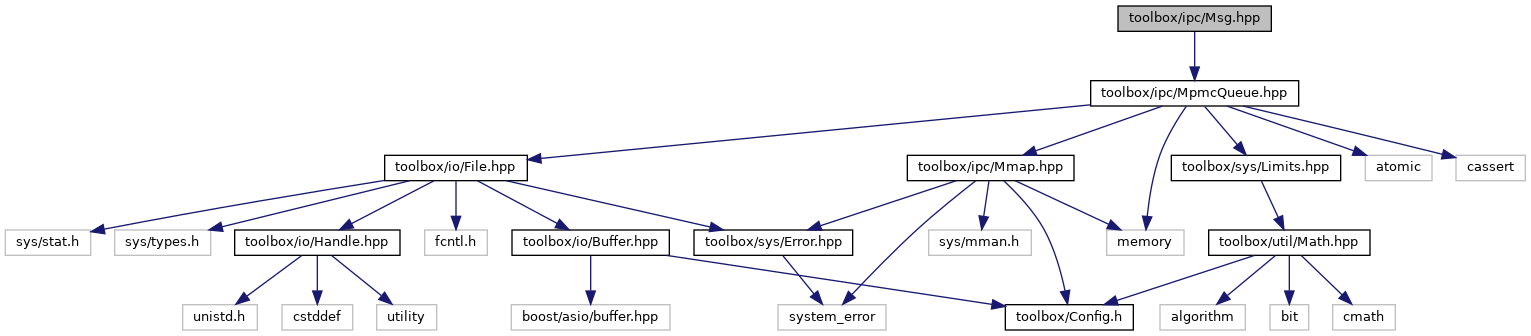 toolbox/ipc/Msg.hpp
toolbox/ipc/MpmcQueue.hpp
toolbox/io/File.hpp
toolbox/ipc/Mmap.hpp
toolbox/sys/Limits.hpp
atomic
cassert
sys/stat.h
sys/types.h
toolbox/io/Handle.hpp
fcntl.h
toolbox/io/Buffer.hpp
toolbox/sys/Error.hpp
sys/mman.h
memory
toolbox/util/Math.hpp
unistd.h
cstddef
utility
boost/asio/buffer.hpp
system_error
toolbox/Config.h
algorithm
bit
cmath